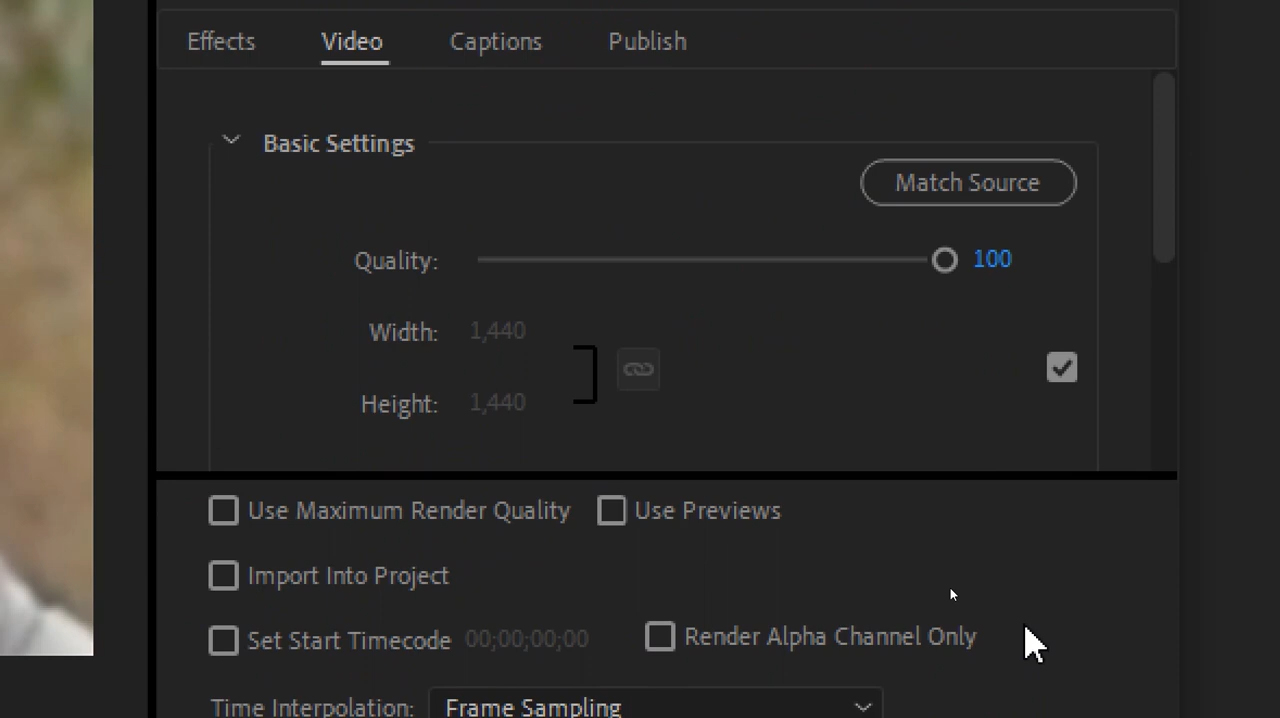 Effects Video Captions Publish
Basic Settings
Match Source
Quality: 100
Width: 1,440
Height: 1,440
Use Maximum Render Quality Use Previews
Import Into Project
Set Start Timecode 00;00;00;00 Render Alpha Channel Only
Time Interpolation: Frame Sampling